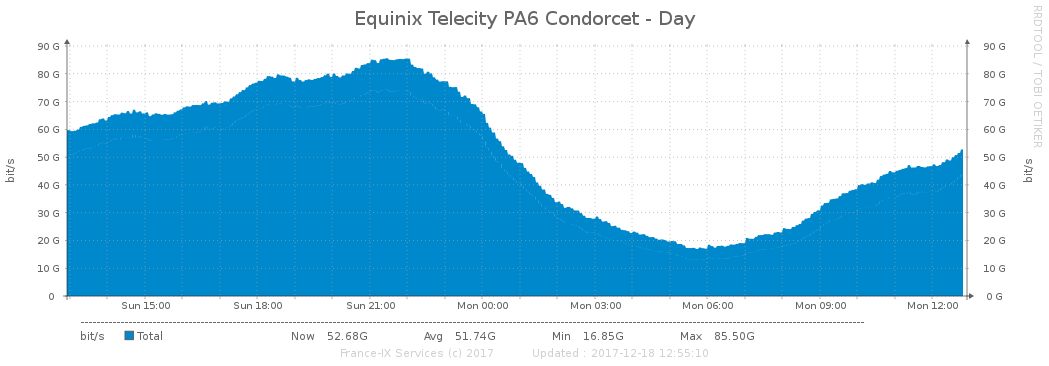 Equinix Telecity PA6 Condorcet - Day
RRDTOOL / TOBI OETIKER
90 G 90 G
80 G 80 G
70 G 70 G
60 G 60 G
50 G 50 G
40 G 40 G
30 G 30 G
20 G 20 G
10 G 10 G
0 0 G
bit/s bit/s
Sun 15:00 Sun 18:00 Sun 21:00 Mon 00:00 Mon 03:00 Mon 06:00 Mon 09:00 Mon 12:00
bit/s Total Now 52.68G Avg 51.74G Min 16.85G Max 85.50G
France-IX Services (c) 2017 Updated : 2017-12-18 12:55:10